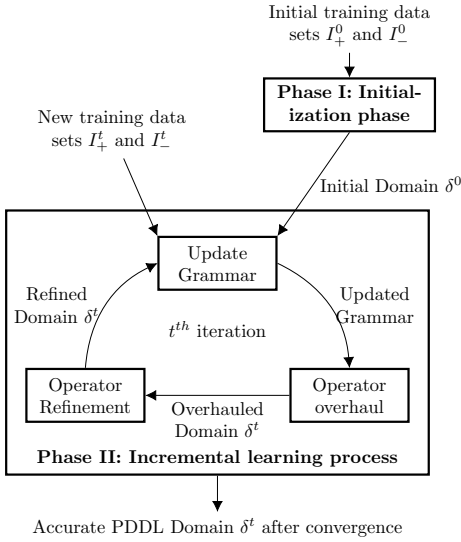 Initial training data
sets $I_+^0$ and $I_-^0$
Phase I: Initial-
ization phase
New training data
sets $I_+^t$ and $I_-^t$
Initial Domain $\delta^0$
Update
Grammar
Refined
Domain $\delta^t$
Updated
Grammar
$t^{th}$ iteration
Operator
Refinement
Operator
overhaul
Overhauled
Domain $\delta^t$
Phase II: Incremental learning process
Accurate PDDL Domain $\delta^t$ after convergence